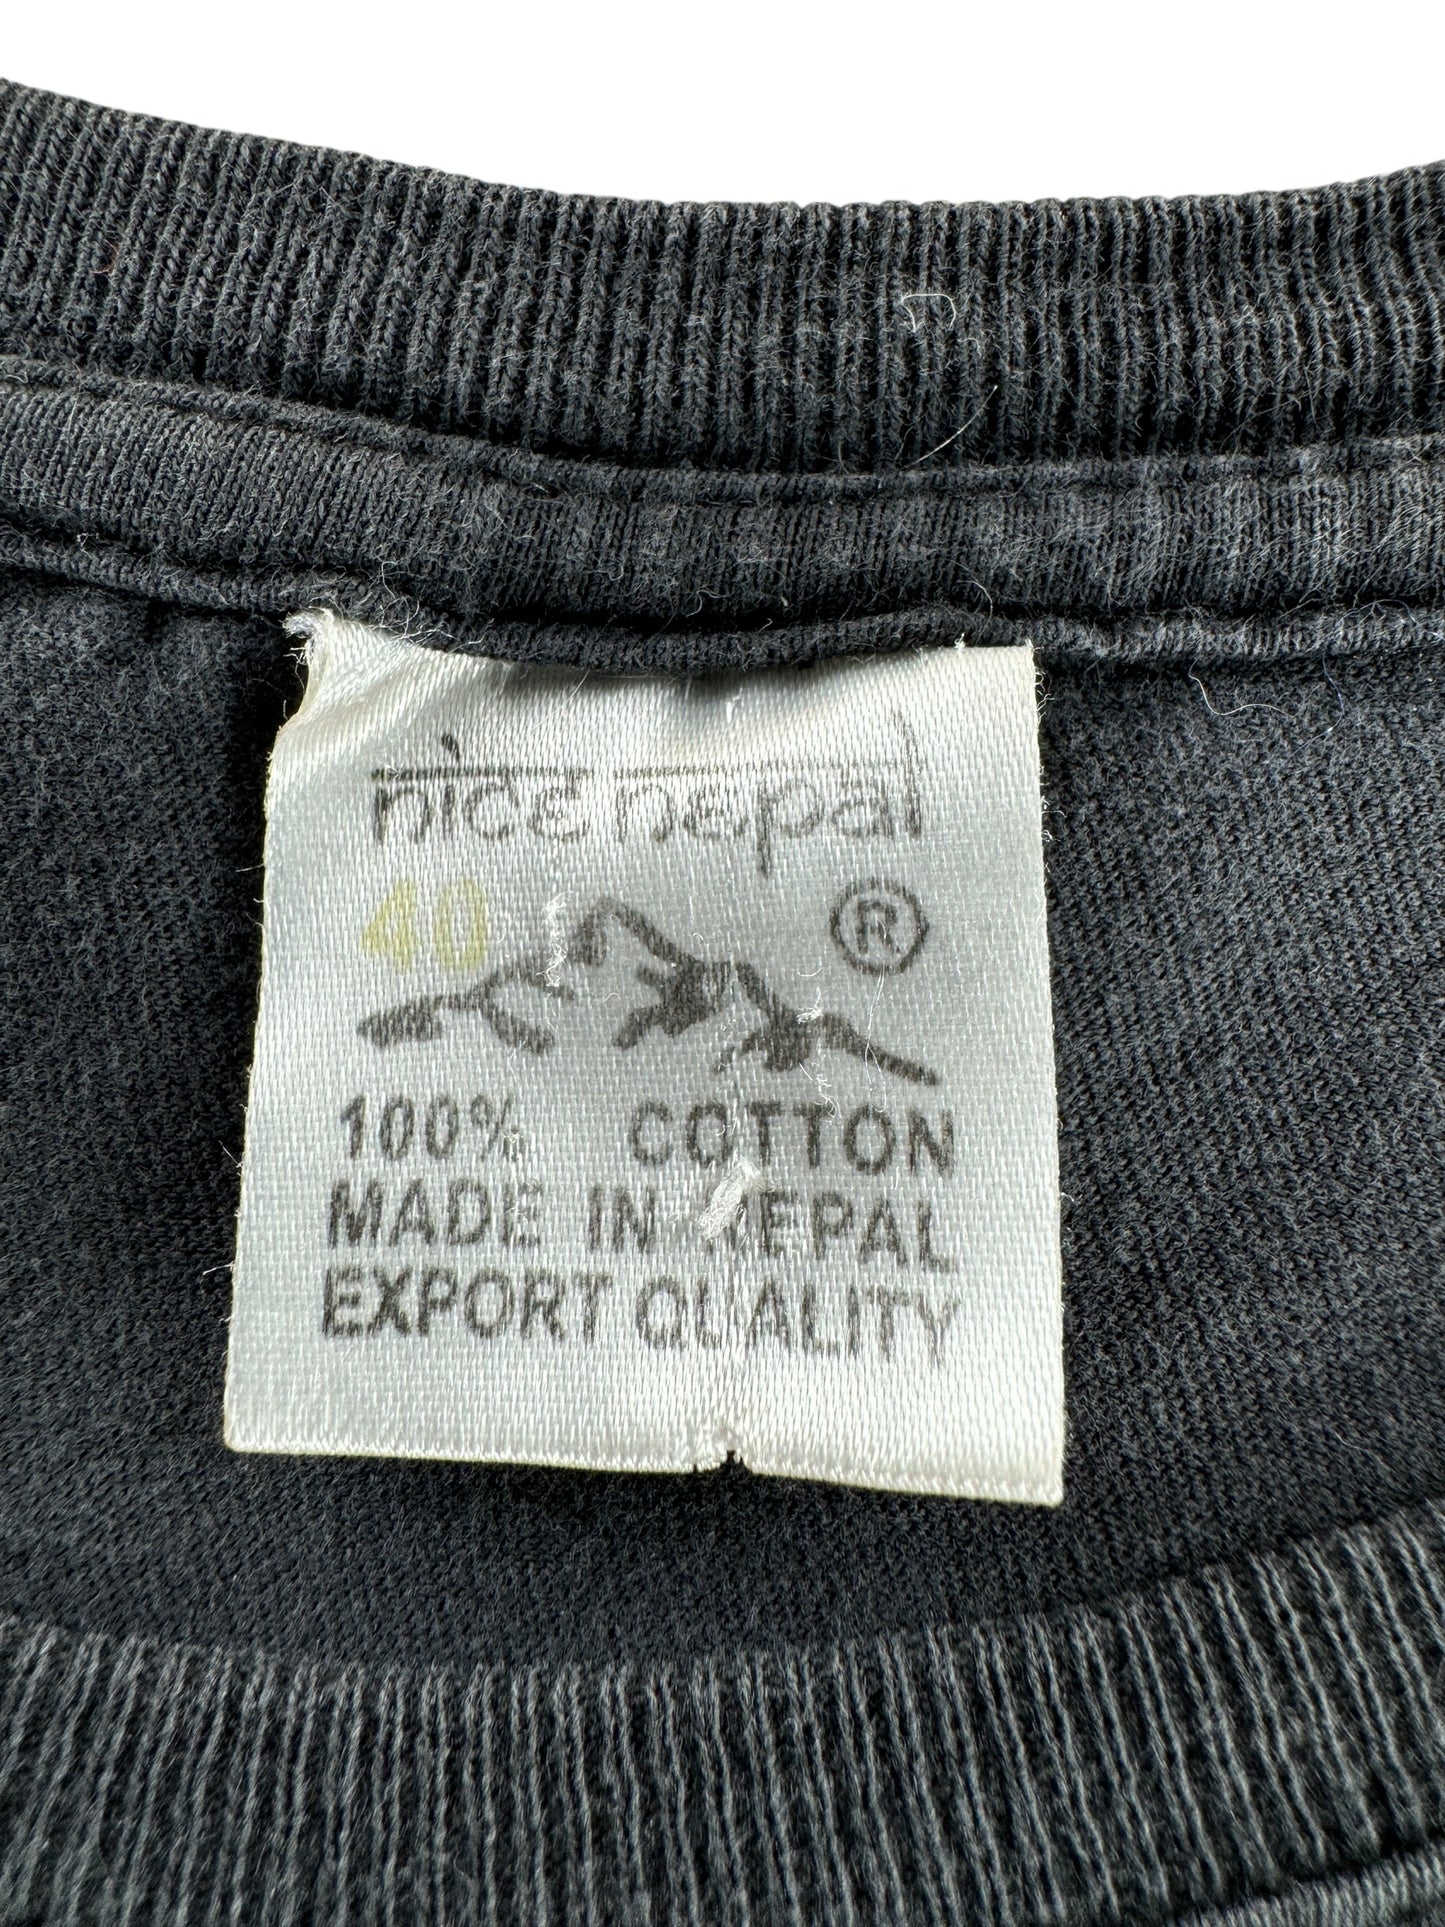 nice nepal
40 ®
100% COTTON
MADE IN NEPAL
EXPORT QUALITY